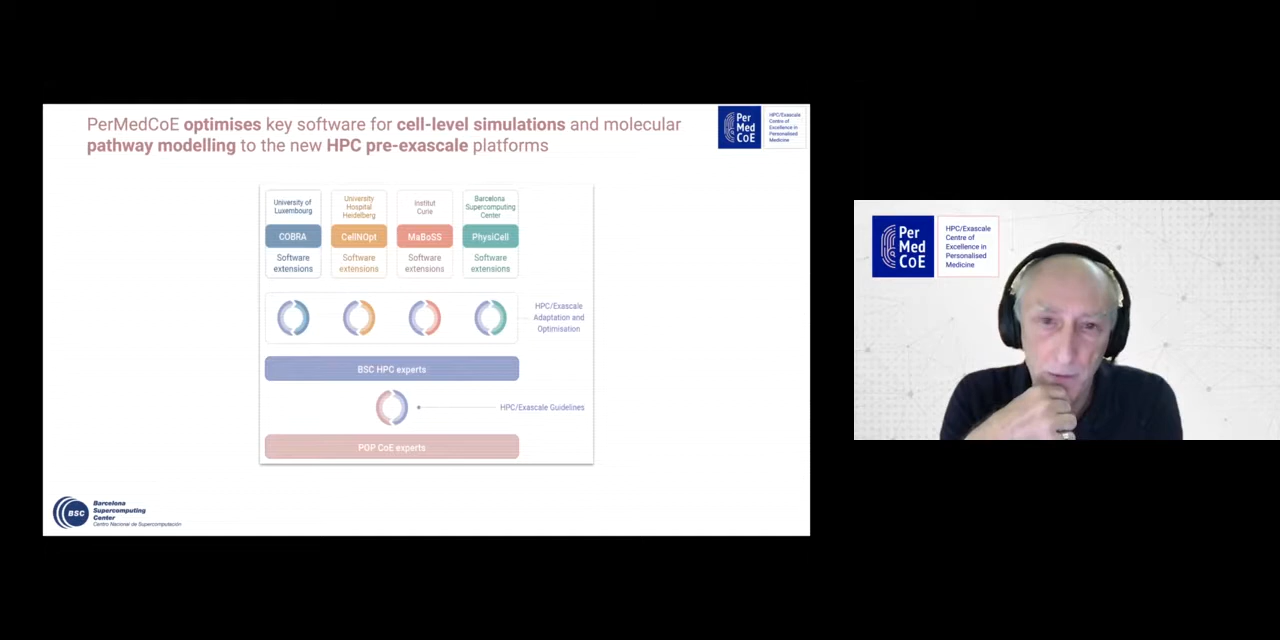 PerMedCoE optimises key software for cell-level simulations and molecular
pathway modelling to the new HPC pre-exascale platforms
Per
Med
CoE
HPC/Exascale
Centre of
Excellence in
Personalised
Medicine
University of
Luxembourg
University
Hospital
Heidelberg
Institut
Curie
Barcelona
Supercomputing
Center
COBRA
CellNOpt
MaBoSS
PhysiCell
Software
extensions
Software
extensions
Software
extensions
Software
extensions
HPC/Exascale
Adaptation and
Optimisation
BSC HPC experts
HPC/Exascale Guidelines
POP CoE experts
BSC
Barcelona
Supercomputing
Center
Centro Nacional de Supercomputación
Per
Med
CoE
HPC/Exascale
Centre of
Excellence in
Personalised
Medicine